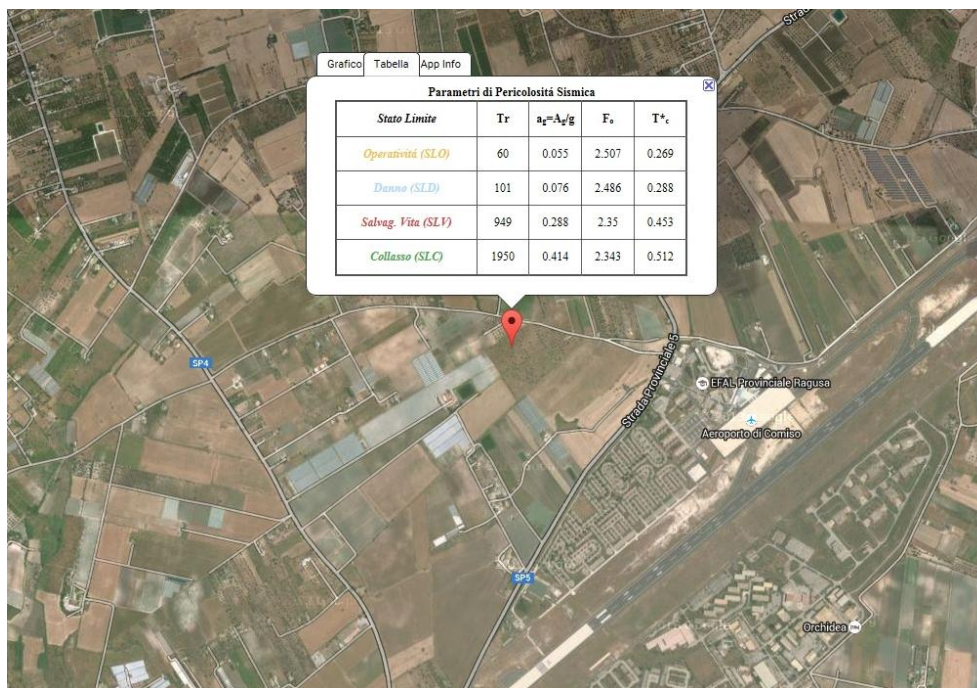 Grafico Tabella App Info
Parametri di Pericolositá Sismica
Stato Limite Tr ag=Ag/g Fo T*c
Operativitá (SLO) 60 0.055 2.507 0.269
Danno (SLD) 101 0.076 2.486 0.288
Salvag. Vita (SLV) 949 0.288 2.35 0.453
Collasso (SLC) 1950 0.414 2.343 0.512
SP4
Strada Provinciale 5
EFAL Provinciale Ragusa
Aeroporto di Comiso
SP5
Orchidea